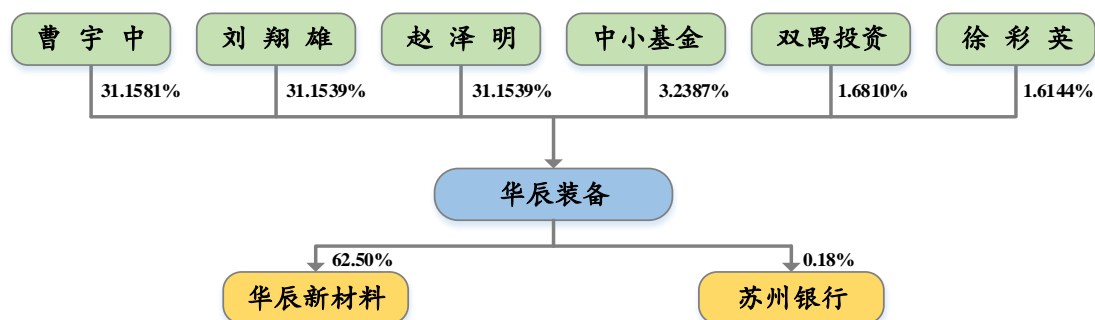 曹 宇 中 刘 翔 雄 赵 泽 明 中小基金 双禺投资 徐 彩 英
31.1581% 31.1539% 31.1539% 3.2387% 1.6810% 1.6144%
华辰装备
62.50% 0.18%
华辰新材料 苏州银行